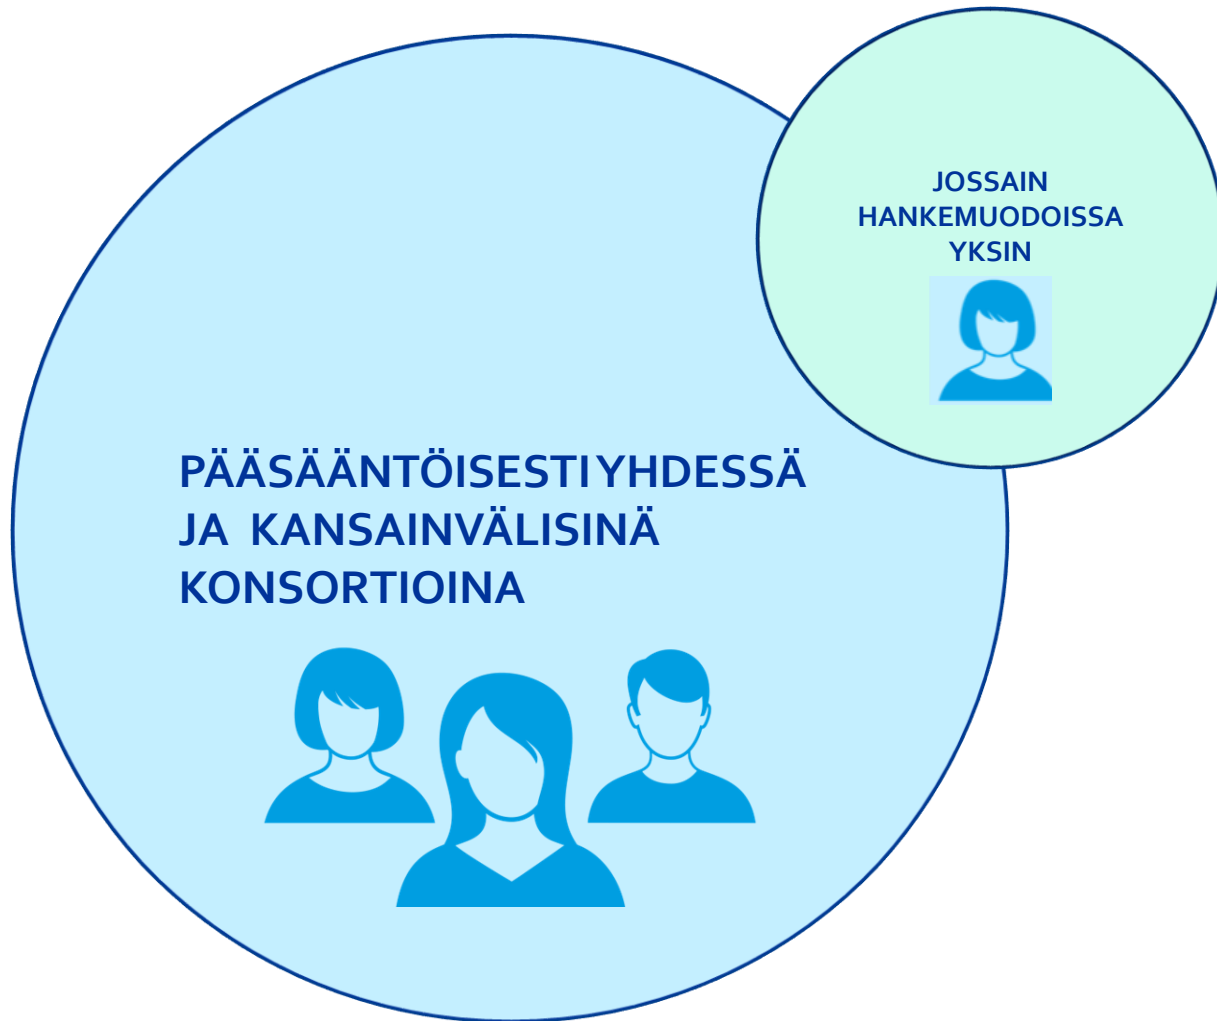 JOSSAIN
HANKEMUODOISSA
YKSIN
PÄÄSÄÄNTÖISESTI YHDESSÄ
JA KANSAINVÄLISINÄ
KONSORTIOINA